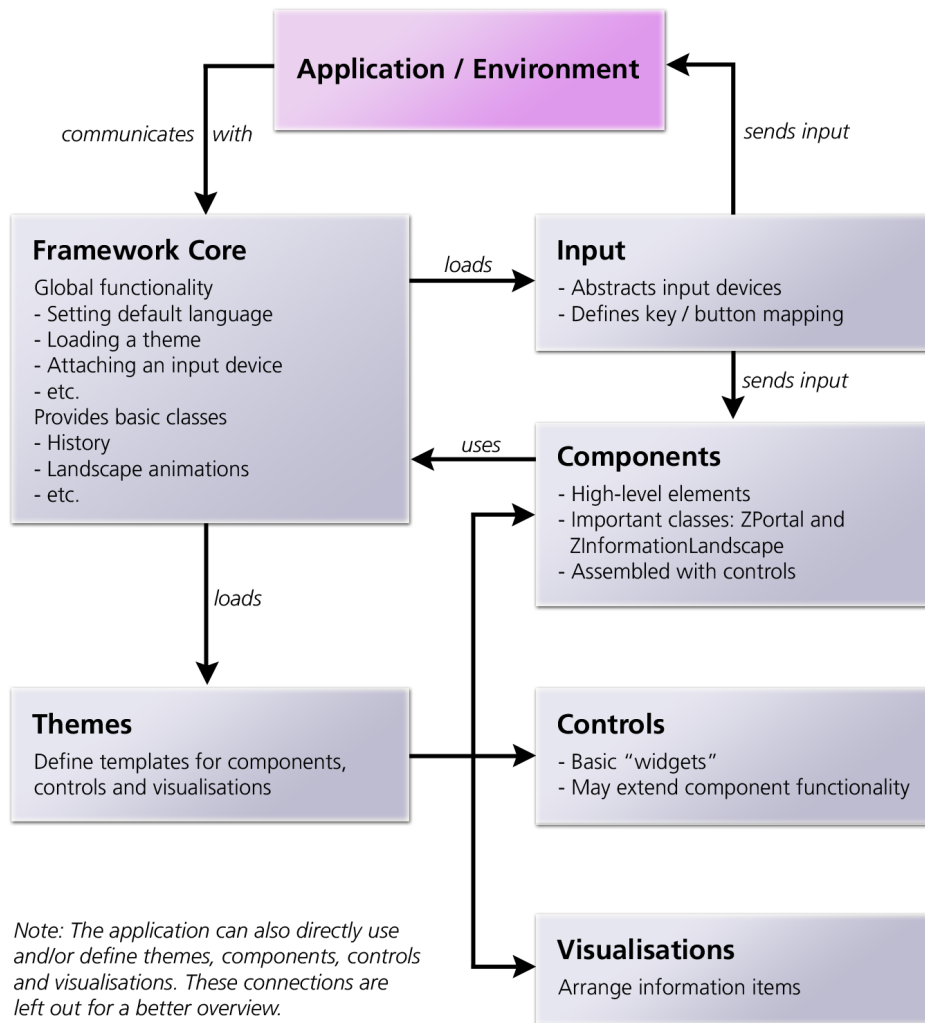 Application / Environment
communicates with
sends input
Framework Core
Global functionality
- Setting default language
- Loading a theme
- Attaching an input device
- etc.
Provides basic classes
- History
- Landscape animations
- etc.
loads
Input
- Abstracts input devices
- Defines key / button mapping
sends input
uses
Components
- High-level elements
- Important classes: ZPortal and
ZInformationLandscape
- Assembled with controls
loads
Themes
Define templates for components,
controls and visualisations
Controls
- Basic “widgets”
- May extend component functionality
Note: The application can also directly use
and/or define themes, components, controls
and visualisations. These connections are
left out for a better overview.
Visualisations
Arrange information items